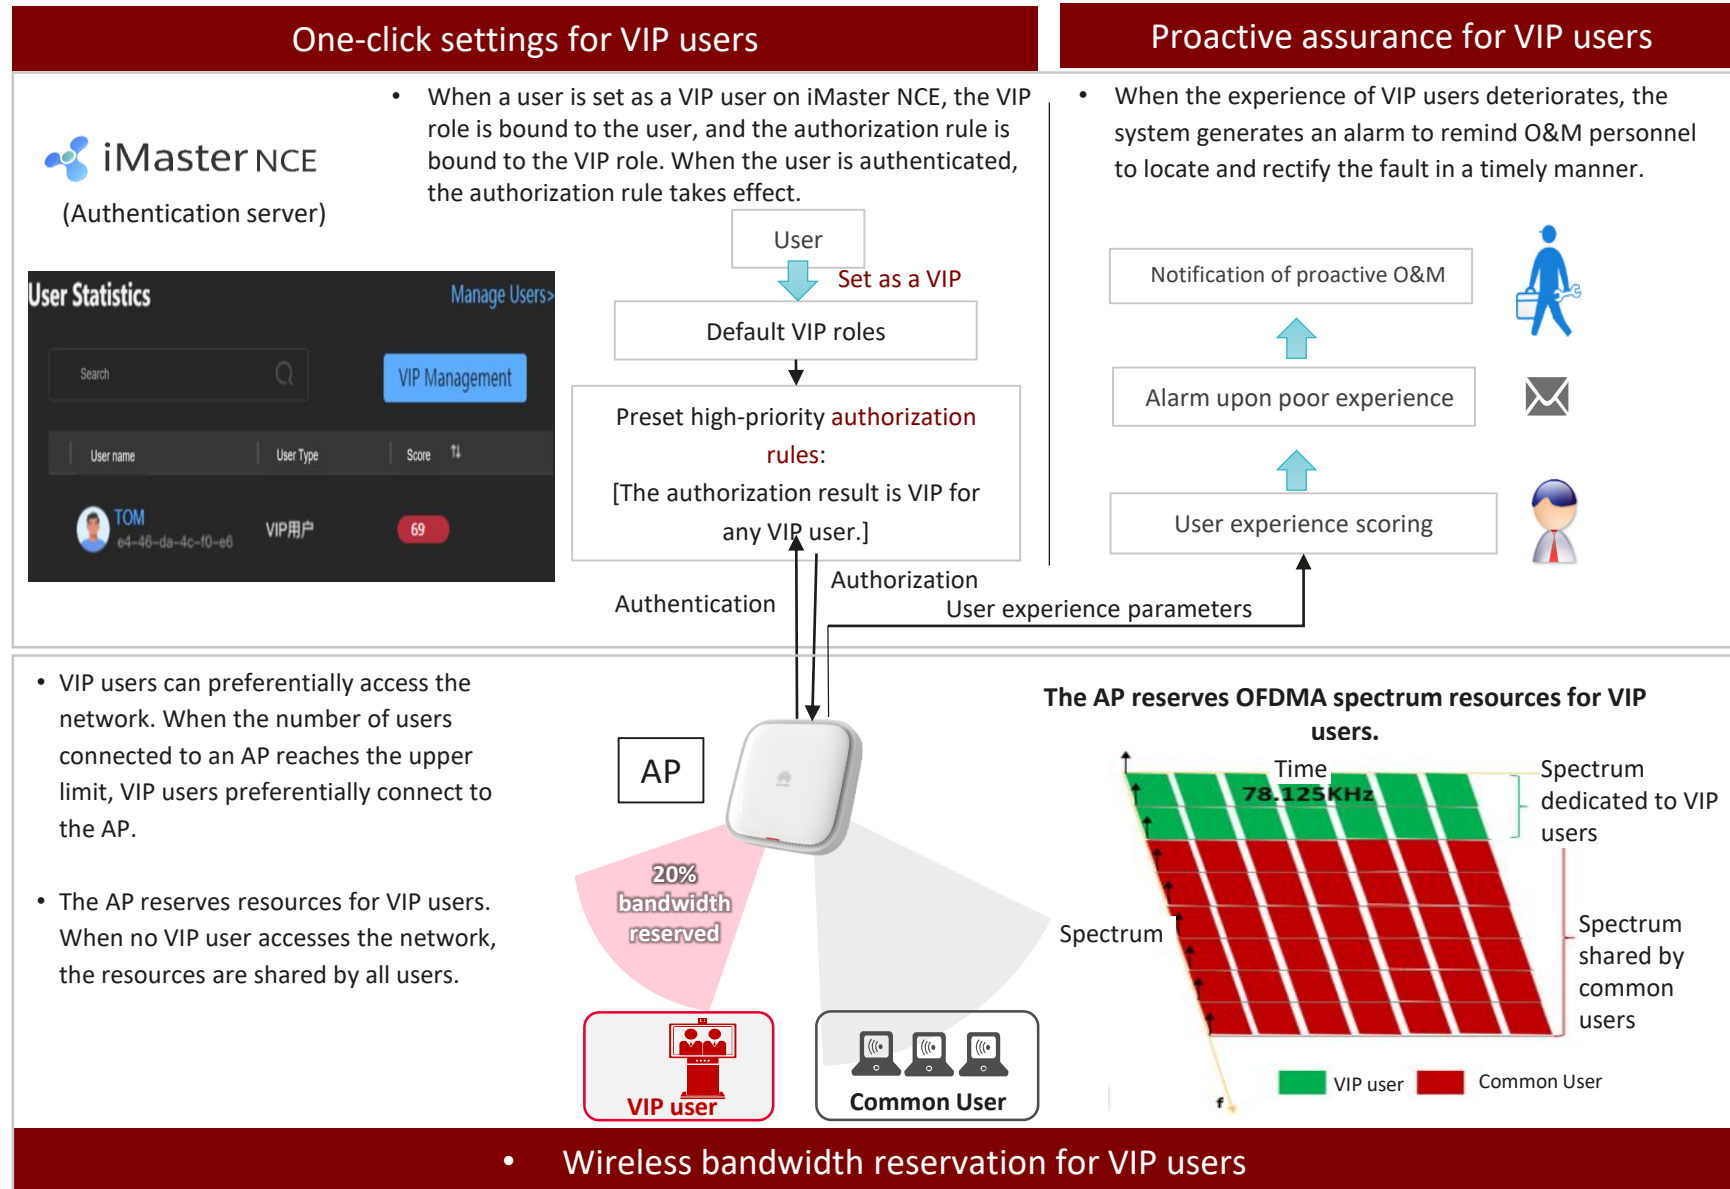 One-click settings for VIP users
Proactive assurance for VIP users
iMaster NCE
(Authentication server)
• When a user is set as a VIP user on iMaster NCE, the VIP
role is bound to the user, and the authorization rule is
bound to the VIP role. When the user is authenticated,
the authorization rule takes effect.
• When the experience of VIP users deteriorates, the
system generates an alarm to remind O&M personnel
to locate and rectify the fault in a timely manner.
User Statistics
Manage Users>
Search
VIP Management
User name
User Type
Score
TOM
e4-46-da-4c-f0-e6
VIP用户
69
User
Set as a VIP
Default VIP roles
Preset high-priority authorization
rules:
[The authorization result is VIP for
any VIP user.]
Authentication
Authorization
Notification of proactive O&M
Alarm upon poor experience
User experience scoring
User experience parameters
• VIP users can preferentially access the
network. When the number of users
connected to an AP reaches the upper
limit, VIP users preferentially connect to
the AP.
• The AP reserves resources for VIP users.
When no VIP user accesses the network,
the resources are shared by all users.
AP
20%
bandwidth
reserved
VIP user
Common User
The AP reserves OFDMA spectrum resources for VIP
users.
Time
78.125KHz
Spectrum
dedicated to VIP
users
Spectrum
Spectrum
shared by
common
users
f
VIP user
Common User
• Wireless bandwidth reservation for VIP users